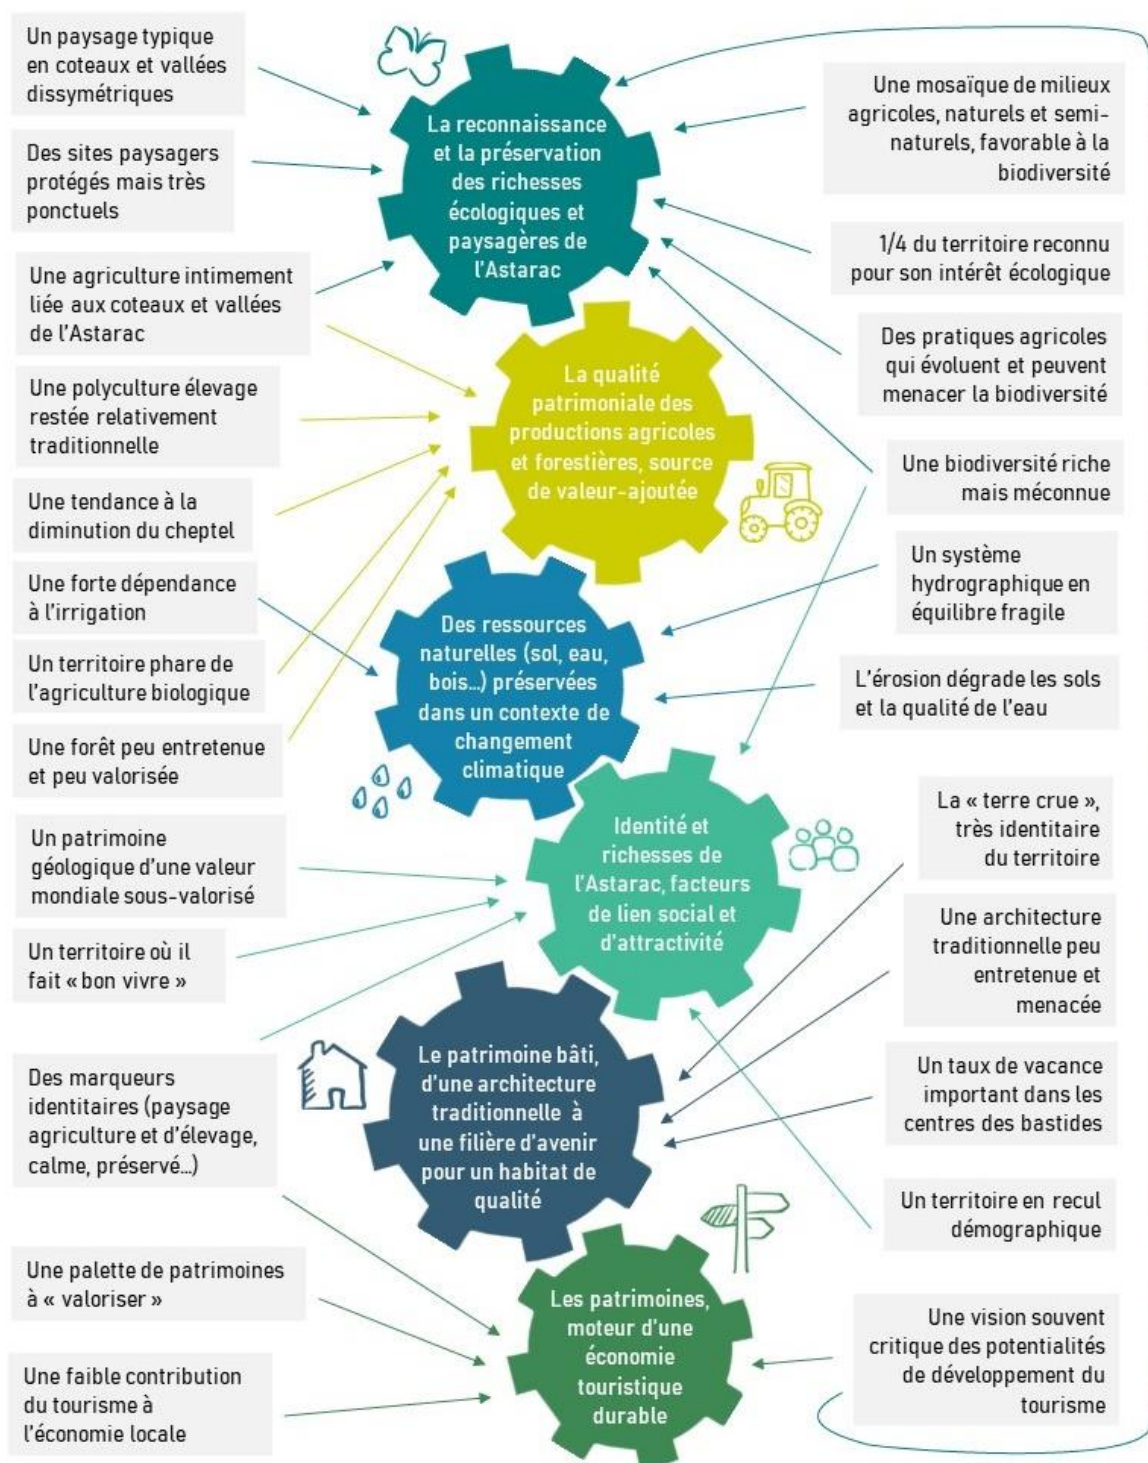 Un paysage typique
en coteaux et vallées
dissymétriques
Des sites paysagers
protégés mais très
ponctuels
Une agriculture intimement
liée aux coteaux et vallées
de l'Astarac
Une polyculture élevage
restée relativement
traditionnelle
Une tendance à la
diminution du cheptel
Une forte dépendance
à l'irrigation
Un territoire phare de
l'agriculture biologique
Une forêt peu entretenue
et peu valorisée
Un patrimoine
géologique d'une valeur
mondiale sous-valorisé
Un territoire où il
fait « bon vivre »
Des marqueurs
identitaires (paysage
agriculture et d'élevage,
calme, préservé…)
Une palette de patrimoines
à « valoriser »
Une faible contribution
du tourisme à
l'économie locale
La reconnaissance
et la préservation
des richesses
écologiques et
paysagères de
l'Astarac
La qualité
patrimoniale des
productions agricoles
et forestières, source
de valeur-ajoutée
Des ressources
naturelles (sol, eau,
bois…) préservées
dans un contexte de
changement
climatique
Identité et
richesses de
l'Astarac, facteurs
de lien social et
d'attractivité
Le patrimoine bâti,
d'une architecture
traditionnelle à
une filière d'avenir
pour un habitat de
qualité
Les patrimoines,
moteur d'une
économie
touristique
durable
Une mosaïque de milieux
agricoles, naturels et semi-
naturels, favorable à la
biodiversité
1/4 du territoire reconnu
pour son intérêt écologique
Des pratiques agricoles
qui évoluent et peuvent
menacer la biodiversité
Une biodiversité riche
mais méconnue
Un système
hydrographique en
équilibre fragile
L'érosion dégrade les sols
et la qualité de l'eau
La « terre crue »,
très identitaire
du territoire
Une architecture
traditionnelle peu
entretenue et
menacée
Un taux de vacance
important dans les
centres des bastides
Un territoire en recul
démographique
Une vision souvent
critique des potentialités
de développement du
tourisme